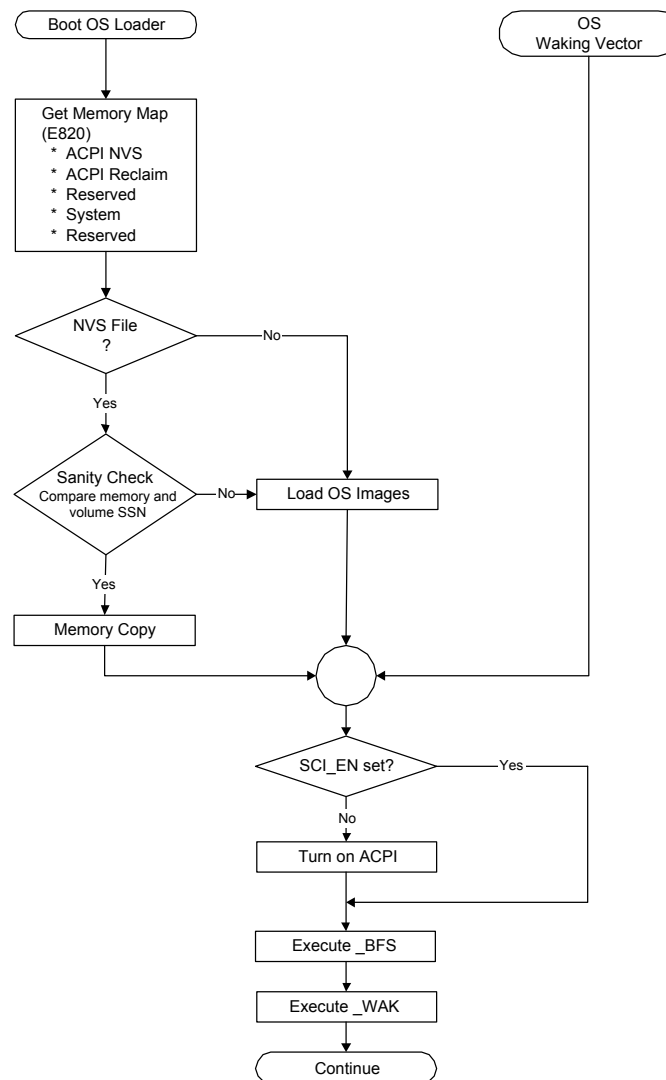 Boot OS Loader
OS
Waking Vector
Get Memory Map
(E820)
* ACPI NVS
* ACPI Reclaim
* Reserved
* System
* Reserved
NVS File
?
No
Yes
Sanity Check
Compare memory and
volume SSN
No
Load OS Images
Yes
Memory Copy
SCI_EN set?
Yes
No
Turn on ACPI
Execute _BFS
Execute _WAK
Continue